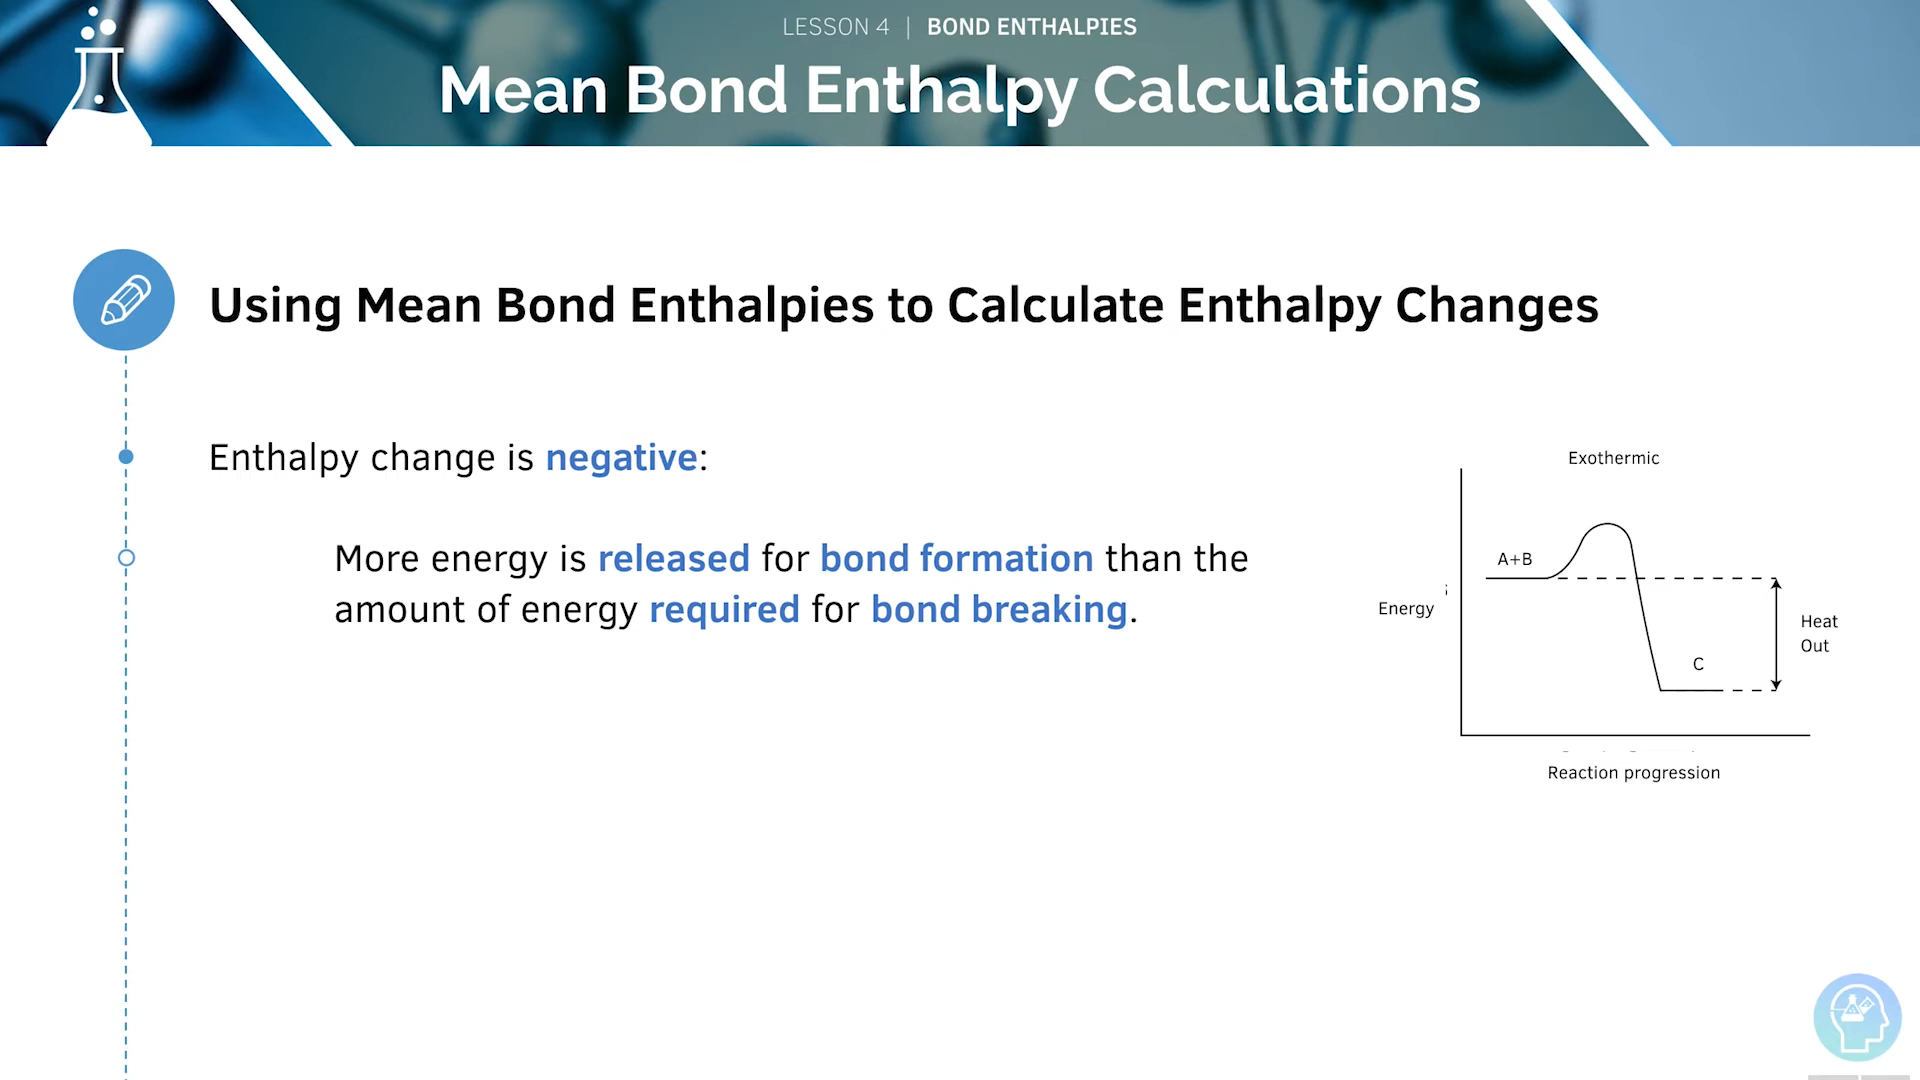 LESSON 4 | BOND ENTHALPIES
Mean Bond Enthalpy Calculations
Using Mean Bond Enthalpies to Calculate Enthalpy Changes
Enthalpy change is negative:
More energy is released for bond formation than the
amount of energy required for bond breaking.
Exothermic
A+B
Energy
Heat
Out
C
Reaction progression